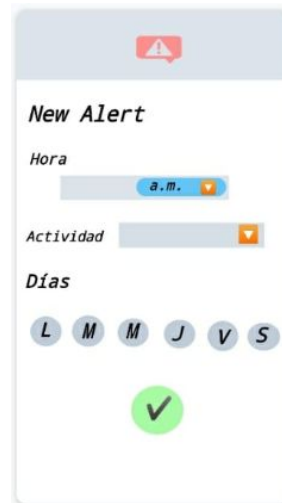 New Alert
Hora
a.m.
Actividad
Días
L M M J V S